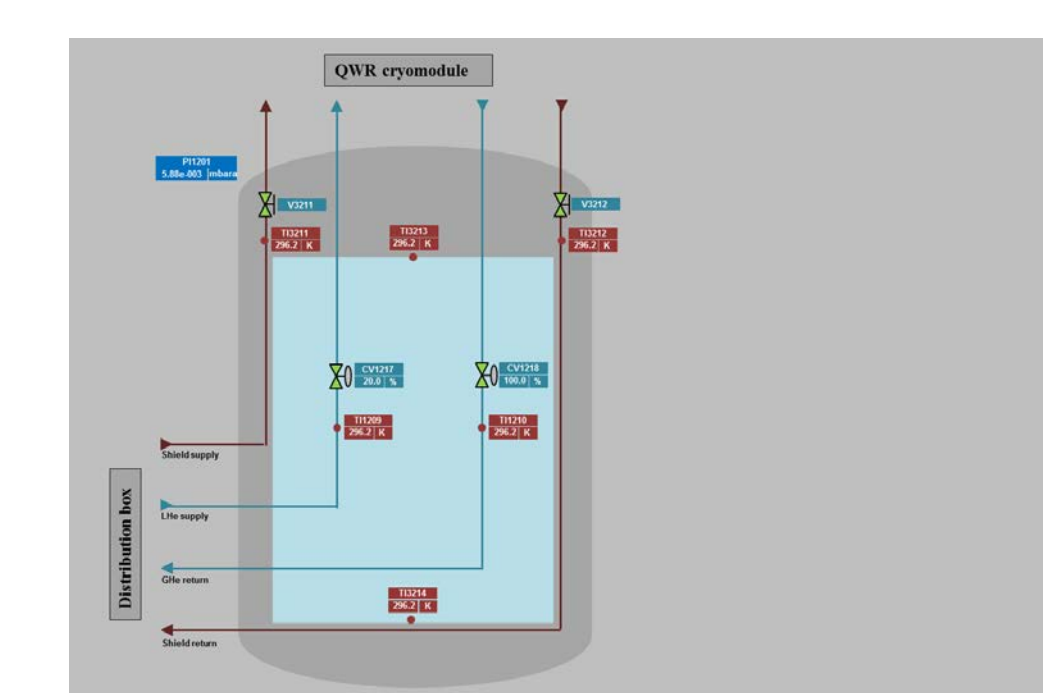 QWR cryomodule
PI1201
5.88e-003 mbara
V3211
V3212
TI3211
296.2 K
TI3213
296.2 K
TI3212
296.2 K
CV1217
20.0 %
CV1218
100.0 %
TI1209
296.2 K
TI1210
296.2 K
Shield supply
Distribution box
LHe supply
GHe return
TI3214
296.2 K
Shield return